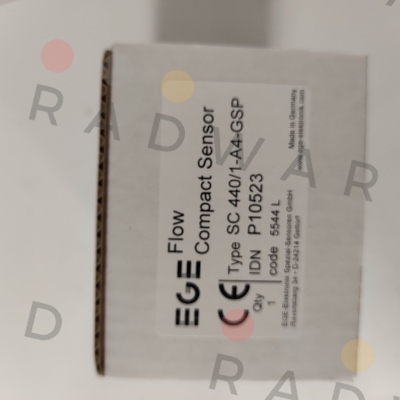 EGE
Flow
Compact Sensor
CE
Type SC 440/1-A4-GSP
IDN P10523
Qty
1
code 5544 L
EGE-Elektronik Spezial-Sensoren GmbH
Ravensweg 34 - D-24214 Gettorf
Made in Germany
www.ege-elektronik.com
RADWAR
D
RADWAR